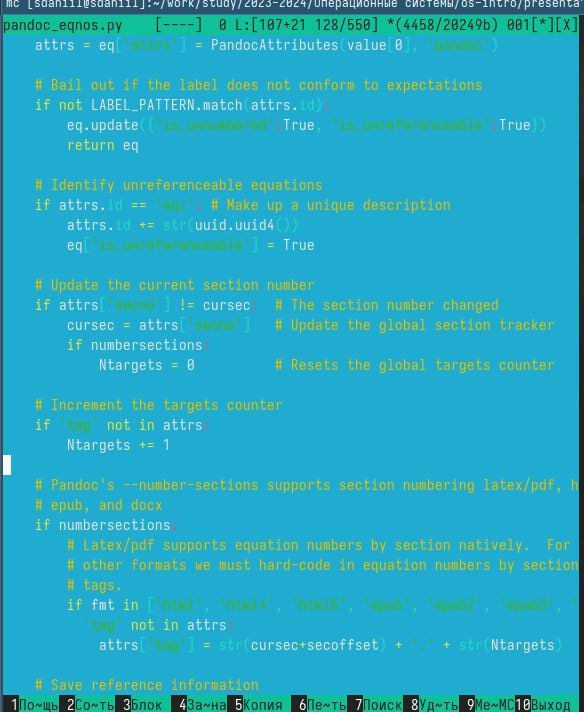 mc [sdaniil@sdaniil]:~/work/study/2023-2024/Операционные системы/os-intro/presenta
pandoc_eqnos.py    [----]  0 L:[107+21 128/550] *(4458/20249b) 001[*][X]
    attrs = eq['attrs'] = PandocAttributes(value[0], 'pandoc')
    # Bail out if the label does not conform to expectations
    if not LABEL_PATTERN.match(attrs.id):
        eq.update({'is_unnumbered':True, 'is_unreferenceable':True})
        return eq
    # Identify unreferenceable equations
    if attrs.id == 'eq:': # Make up a unique description
        attrs.id += str(uuid.uuid4())
        eq['is_unreferenceable'] = True
    # Update the current section number
    if attrs['secno'] != cursec:  # The section number changed
        cursec = attrs['secno']   # Update the global section tracker
        if numbersections:
            Ntargets = 0          # Resets the global targets counter
    # Increment the targets counter
    if 'tag' not in attrs:
        Ntargets += 1
    # Pandoc's --number-sections supports section numbering latex/pdf, h
    # epub, and docx
    if numbersections:
        # Latex/pdf supports equation numbers by section natively.  For
        # other formats we must hard-code in equation numbers by section
        # tags.
        if fmt in ['html', 'html4', 'html5', 'epub', 'epub2', 'epub3', '
          'tag' not in attrs:
            attrs['tag'] = str(cursec+secoffset) + '.' + str(Ntargets)
    # Save reference information
1По~щь 2Со~ть 3Блок 4За~на 5Копия 6Пе~ть 7Поиск 8Уд~ть 9Ме~МС10Выход